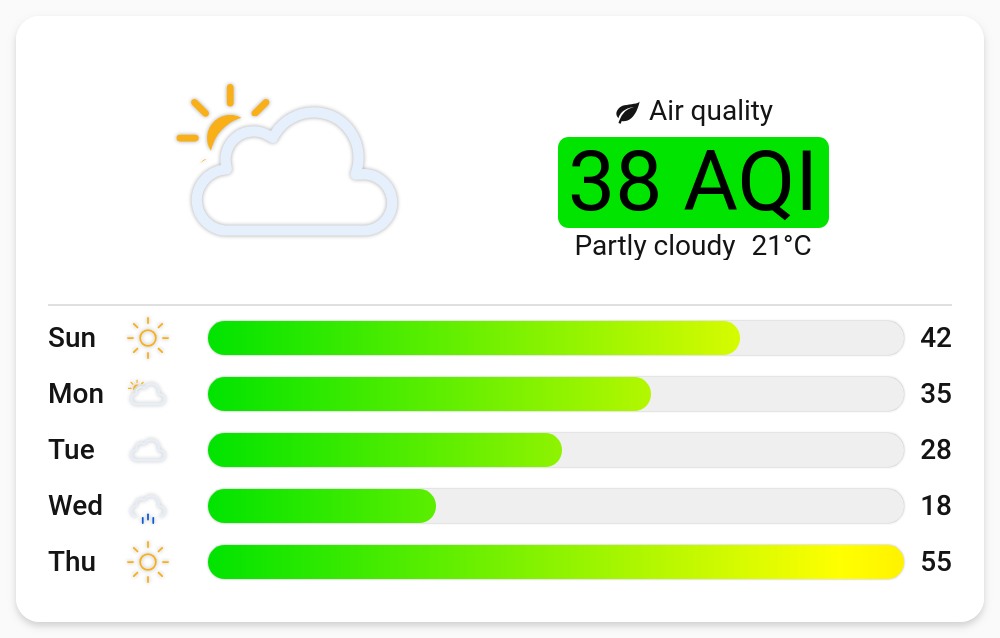 Air quality
38 AQI
Partly cloudy 21°C
Sun 42
Mon 35
Tue 28
Wed 18
Thu 55